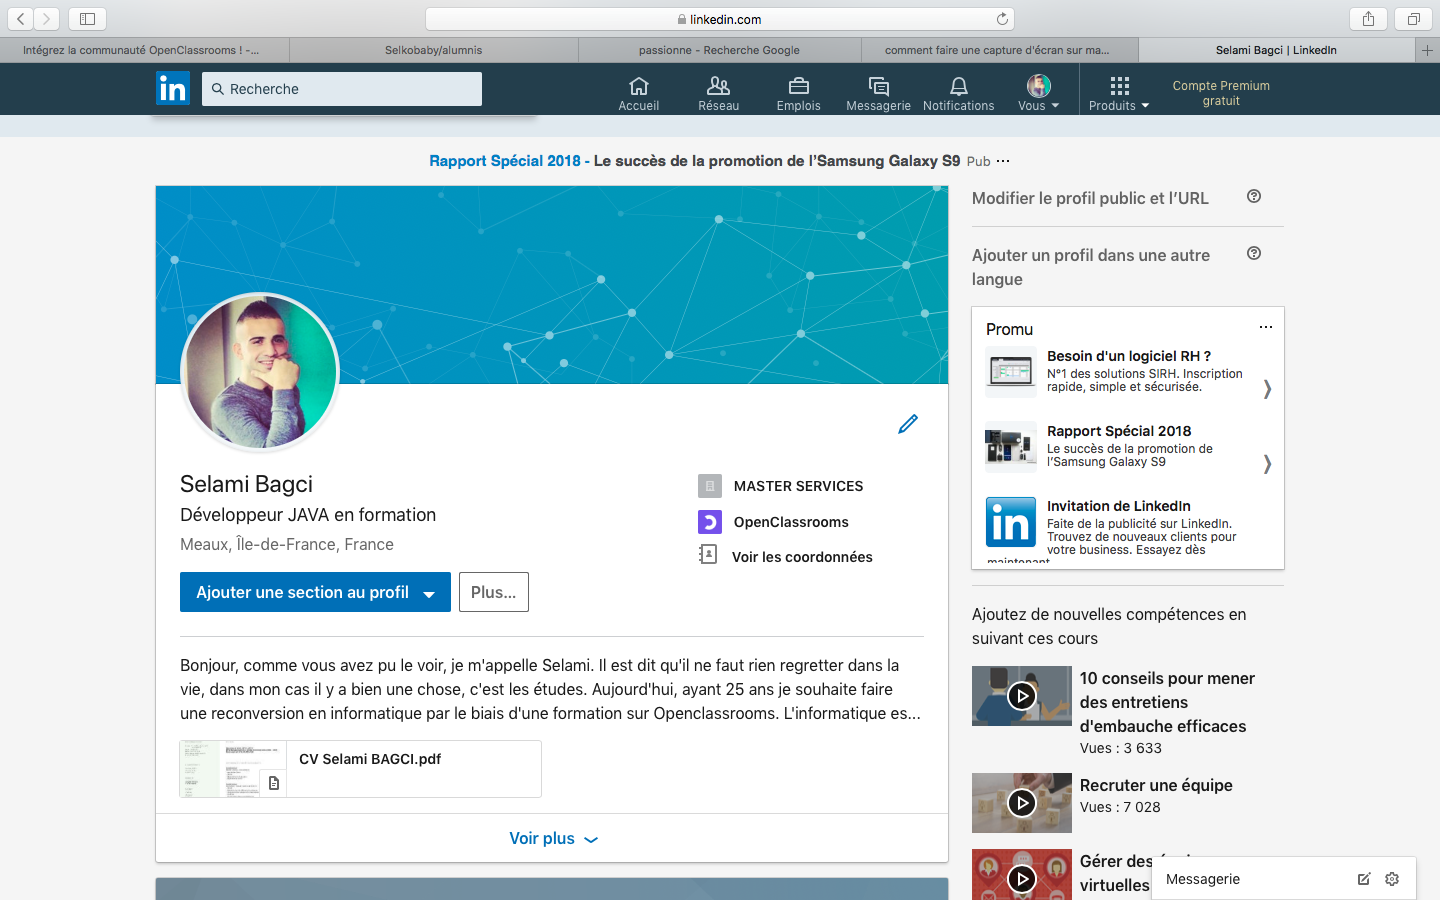 linkedin.com
Intégrez la communauté OpenClassrooms ! -...
Selkobaby/alumnis
passionne - Recherche Google
comment faire une capture d'écran sur ma...
Selami Bagci | LinkedIn
in
Recherche
Accueil
Réseau
Emplois
Messagerie
Notifications
Vous
Produits
Compte Premium
gratuit
Rapport Spécial 2018 - Le succès de la promotion de l'Samsung Galaxy S9 Pub ...
Selami Bagci
Développeur JAVA en formation
Meaux, Île-de-France, France
MASTER SERVICES
OpenClassrooms
Voir les coordonnées
Ajouter une section au profil
Plus...
Bonjour, comme vous avez pu le voir, je m'appelle Selami. Il est dit qu'il ne faut rien regretter dans la
vie, dans mon cas il y a bien une chose, c'est les études. Aujourd'hui, ayant 25 ans je souhaite faire
une reconversion en informatique par le biais d'une formation sur Openclassrooms. L'informatique es...
CV Selami BAGCI.pdf
Voir plus
Modifier le profil public et l'URL
Ajouter un profil dans une autre
langue
Promu
...
Besoin d'un logiciel RH ?
N°1 des solutions SIRH. Inscription
rapide, simple et sécurisée.
Rapport Spécial 2018
Le succès de la promotion de
l'Samsung Galaxy S9
in
Invitation de LinkedIn
Faite de la publicité sur LinkedIn.
Trouvez de nouveaux clients pour
votre business. Essayez dès
maintenant
Ajoutez de nouvelles compétences en
suivant ces cours
10 conseils pour mener
des entretiens
d'embauche efficaces
Vues : 3 633
Recruter une équipe
Vues : 7 028
Gérer des
virtuelles
Messagerie